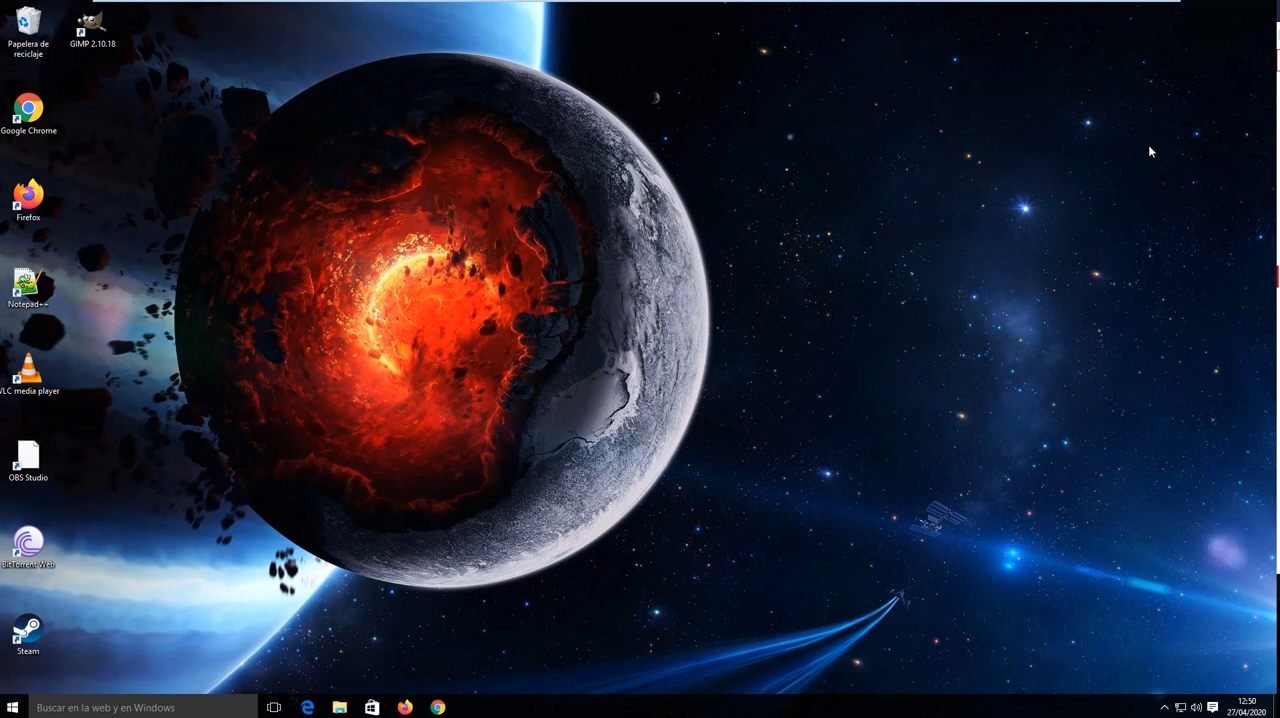 Papelera de
reciclaje
GIMP 2.10.18
Google Chrome
Firefox
Notepad++
VLC media player
OBS Studio
BitTorrent Web
Steam
Buscar en la web y en Windows
12:50
27/04/2020